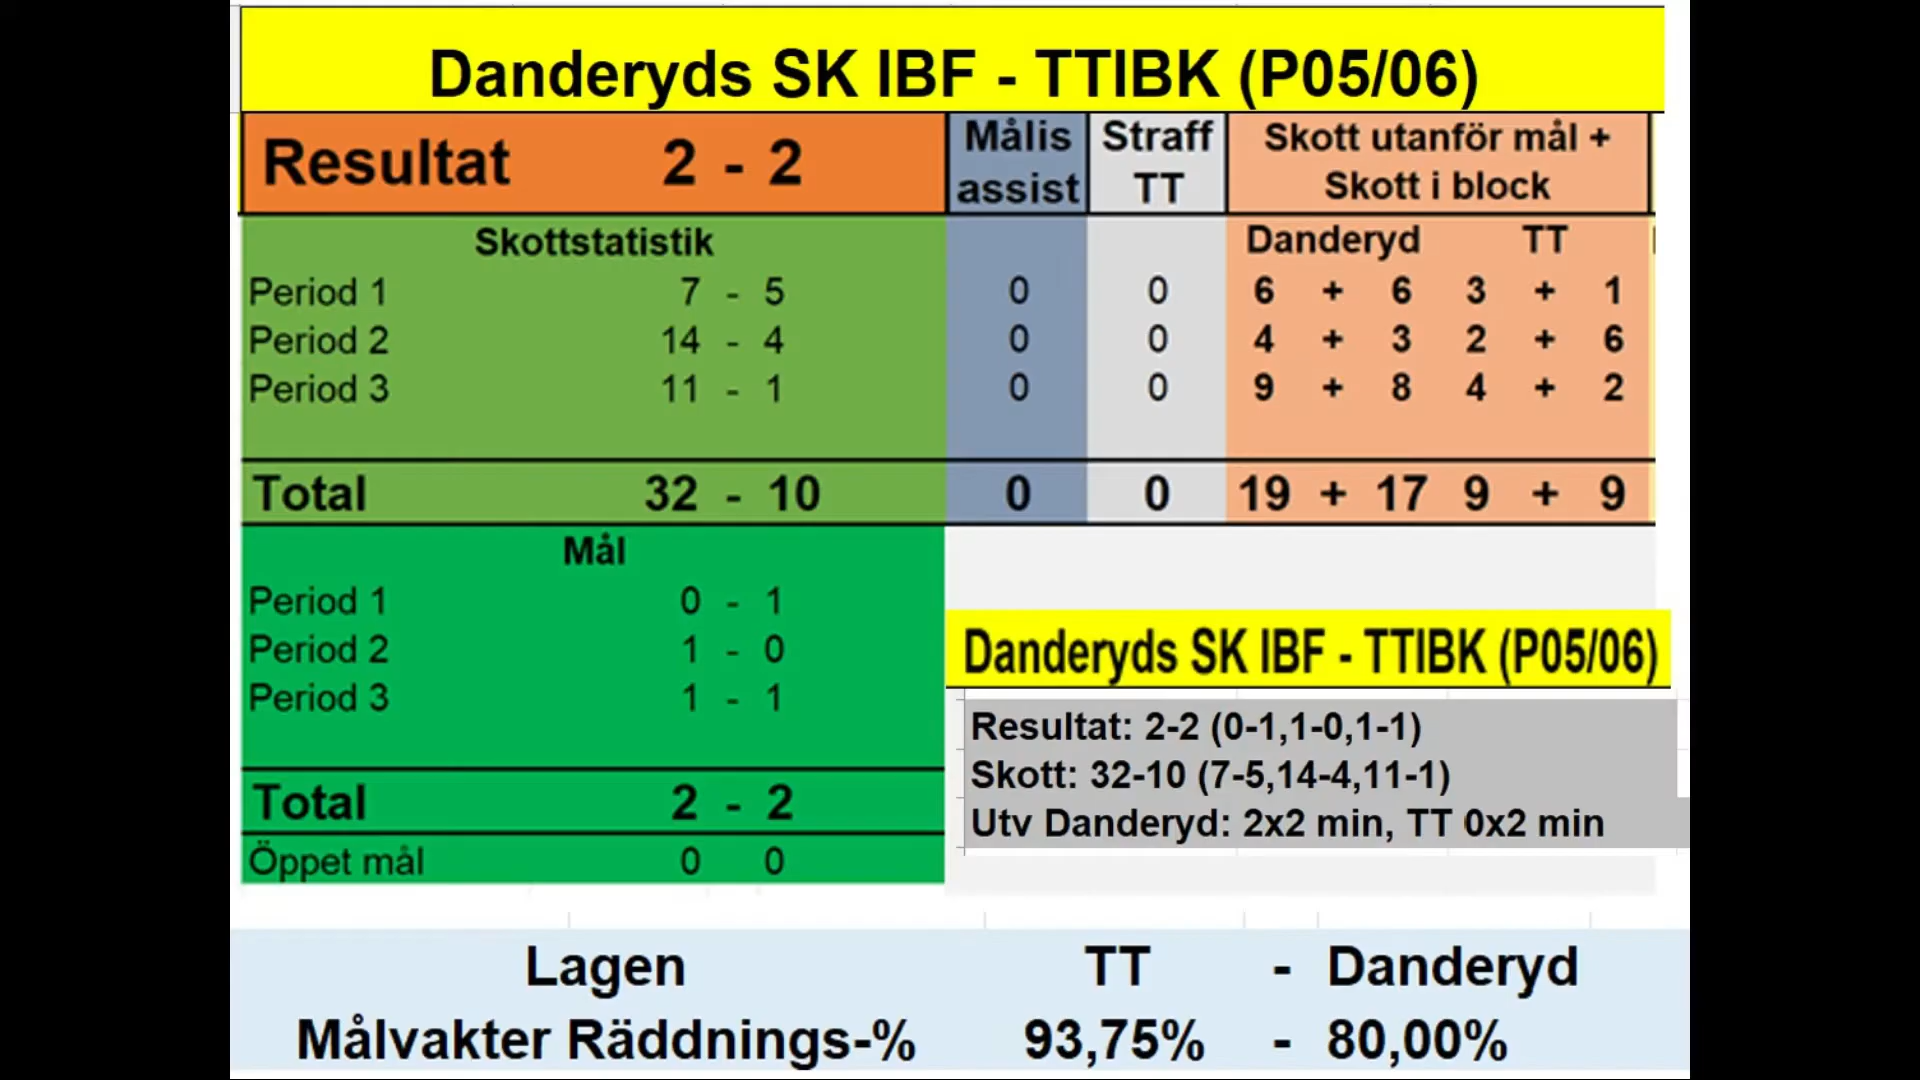 Danderyds SK IBF - TTIBK (P05/06)
Resultat 2 - 2 Målis assist Straff TT Skott utanför mål + Skott i block
Skottstatistik Danderyd TT
Period 1 7 - 5 0 0 6 + 6 3 + 1
Period 2 14 - 4 0 0 4 + 3 2 + 6
Period 3 11 - 1 0 0 9 + 8 4 + 2
Total 32 - 10 0 0 19 + 17 9 + 9
Mål
Period 1 0 - 1
Period 2 1 - 0
Period 3 1 - 1
Total 2 - 2
Öppet mål 0 0
Danderyds SK IBF - TTIBK (P05/06)
Resultat: 2-2 (0-1,1-0,1-1)
Skott: 32-10 (7-5,14-4,11-1)
Utv Danderyd: 2x2 min, TT 0x2 min
Lagen TT - Danderyd
Målvakter Räddnings-% 93,75% - 80,00%